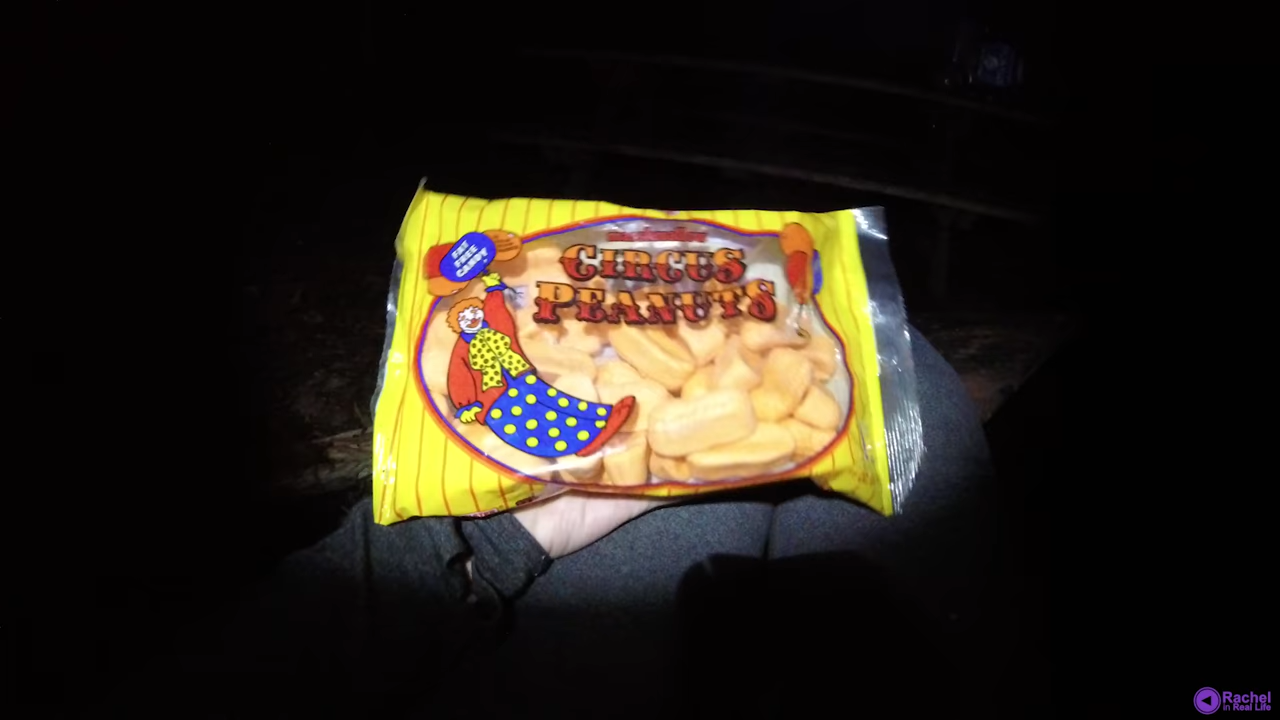 FAT
FREE
CANDY
CIRCUS
PEANUTS
Rachel
in Real Life